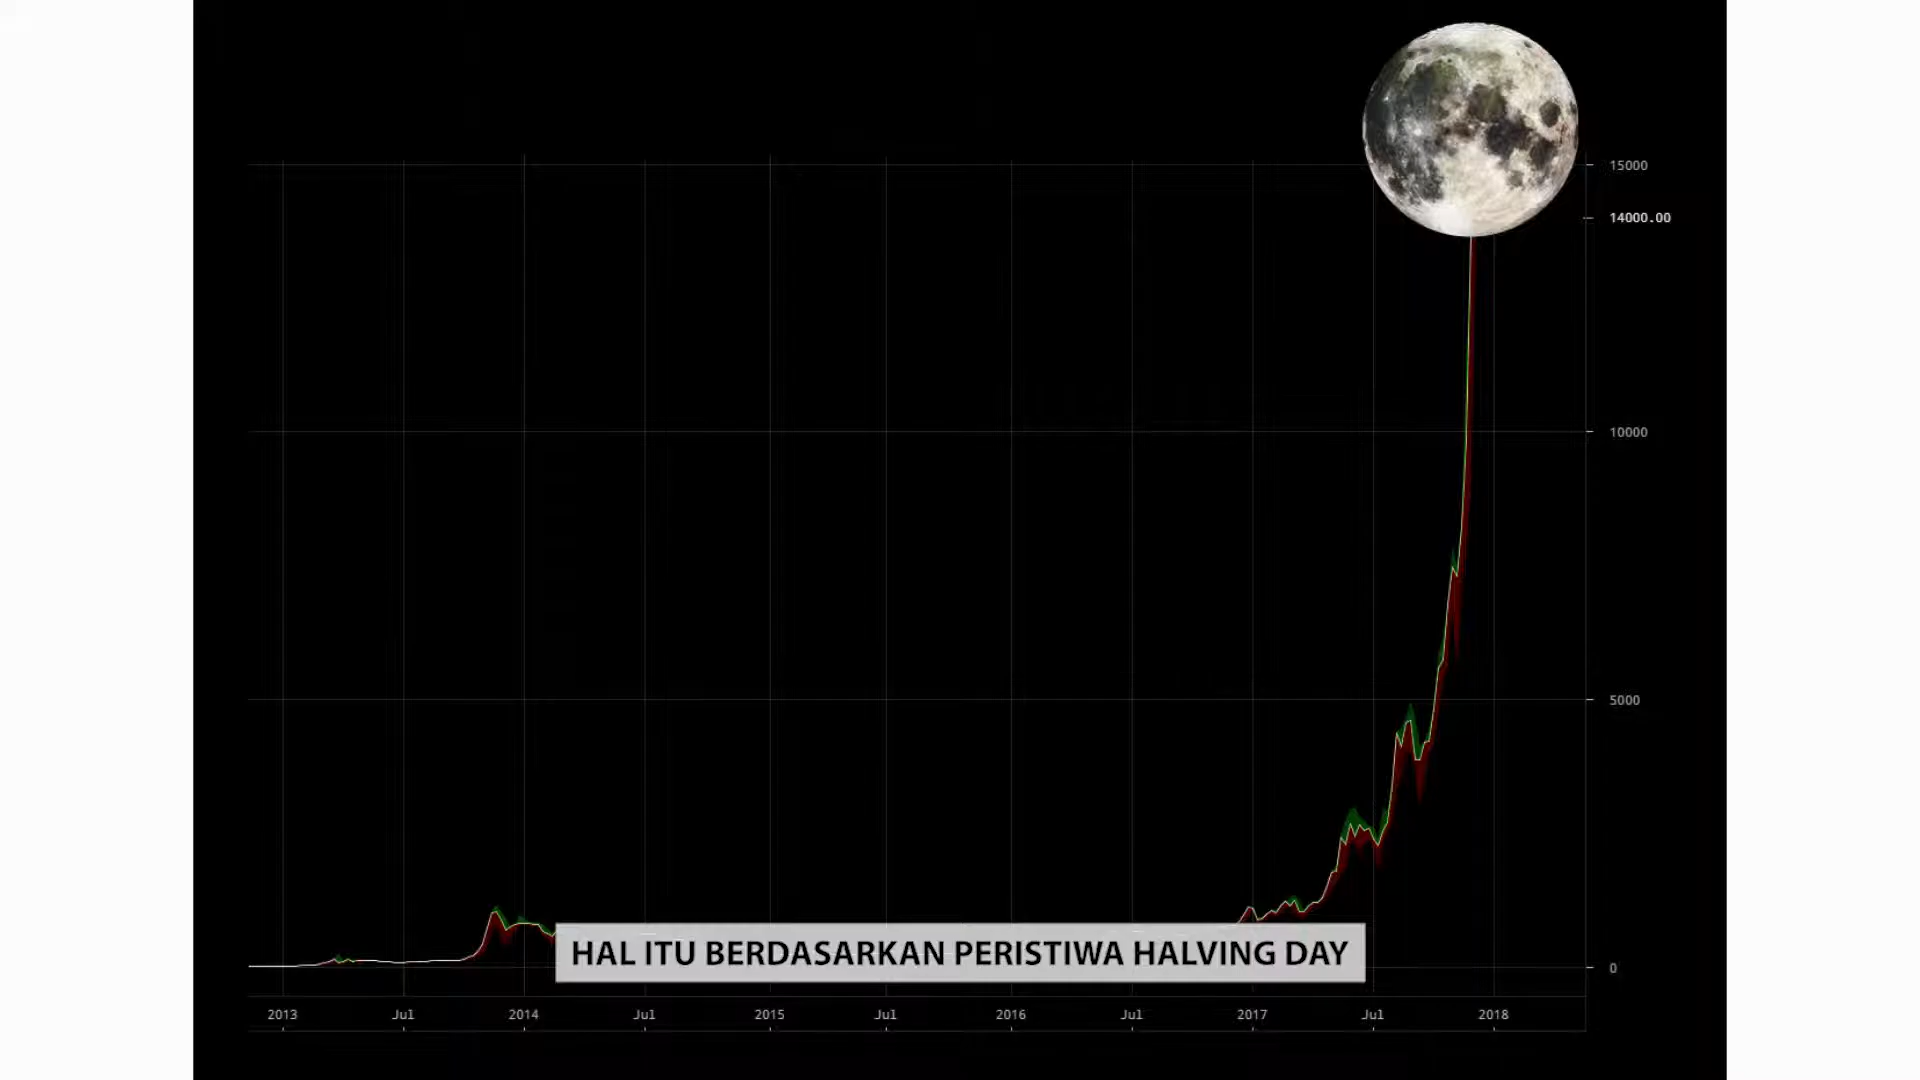 15000
14000.00
10000
5000
HAL ITU BERDASARKAN PERISTIWA HALVING DAY
0
2013 Jul 2014 Jul 2015 Jul 2016 Jul 2017 Jul 2018